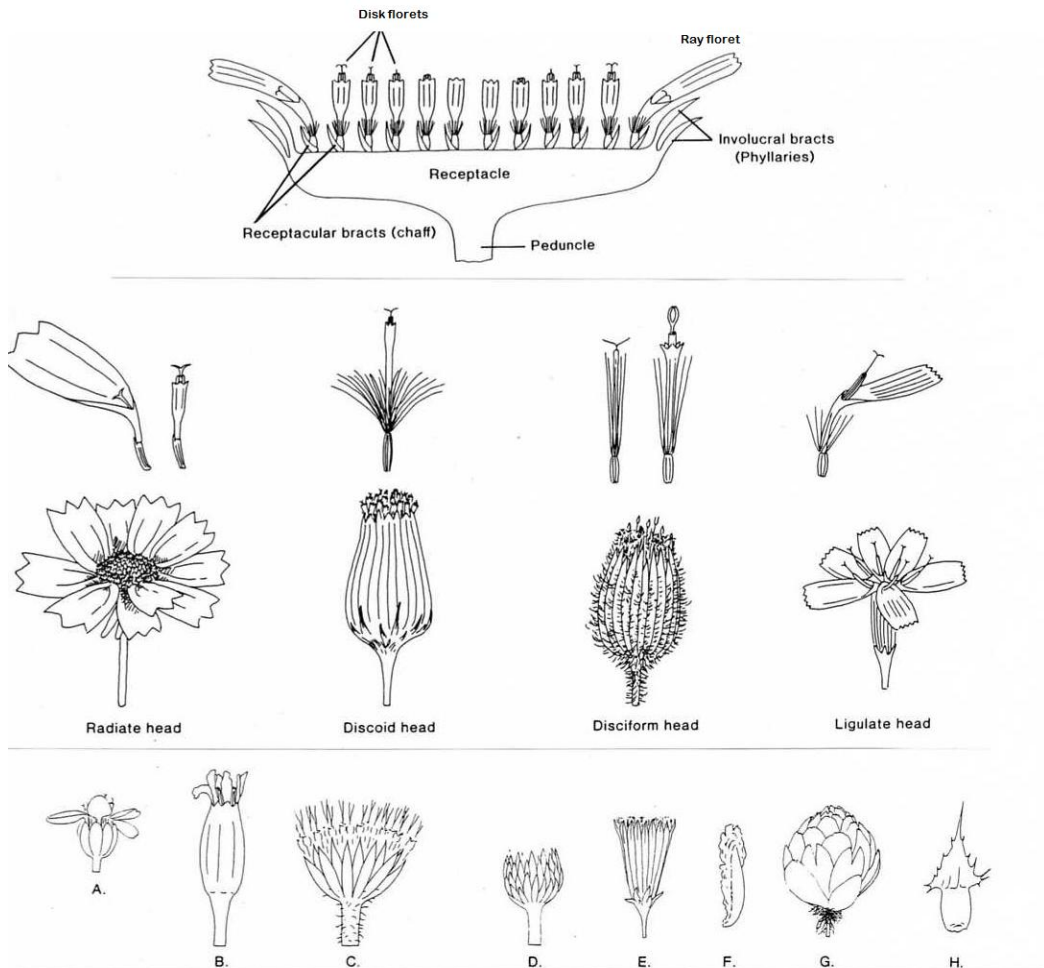 Disk florets
Ray floret
Involucral bracts
(Phyllaries)
Receptacle
Receptacular bracts (chaff)
Peduncle
Radiate head
Discoid head
Disciform head
Ligulate head
A.
B.
C.
D.
E.
F.
G.
H.